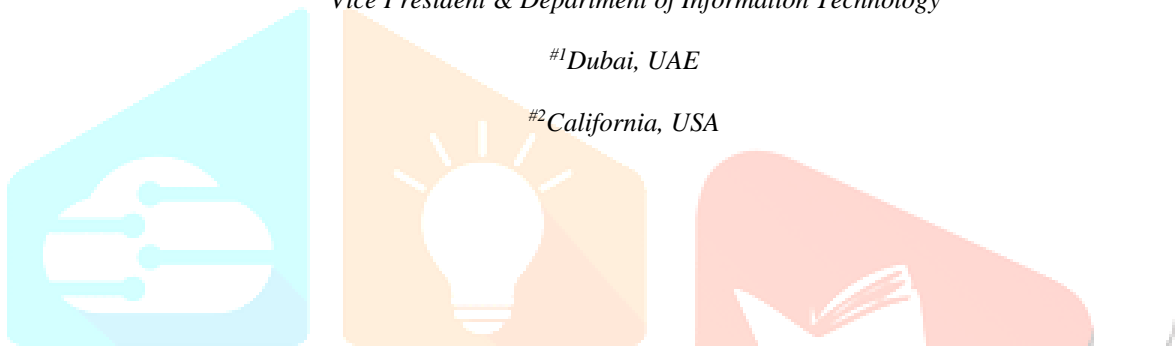 Vice President & Department of Information Technology
#1Dubai, UAE
#2California, USA